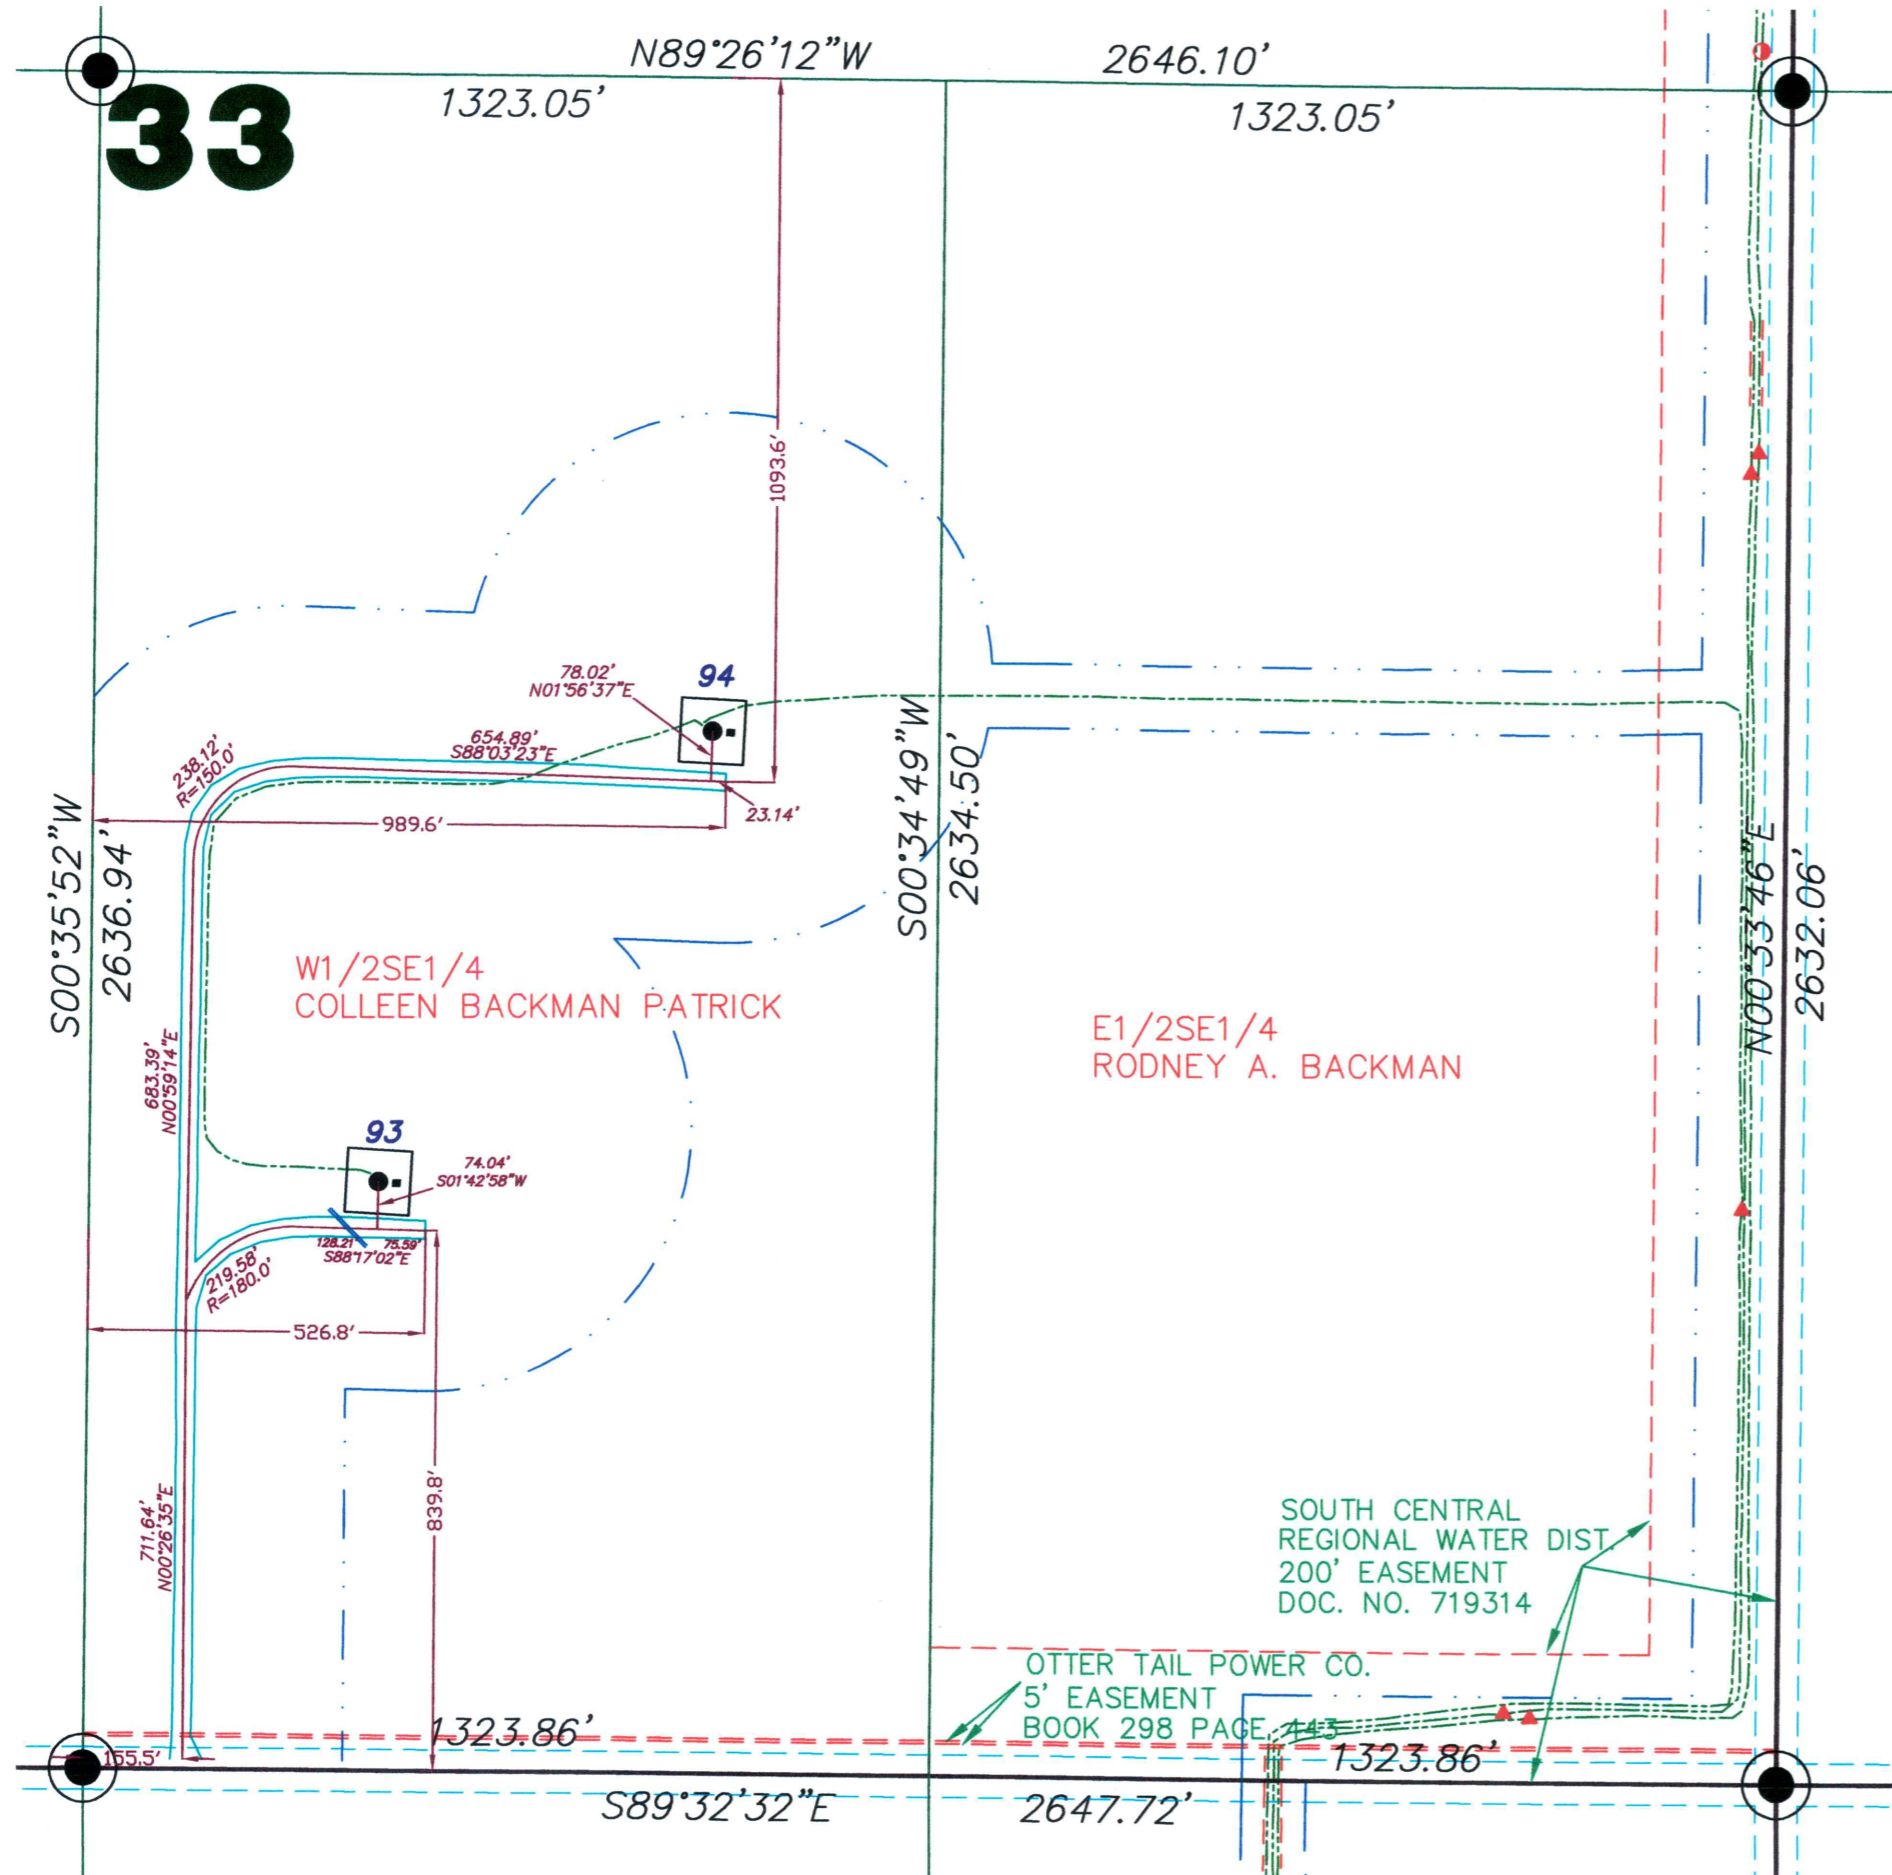 N89°26'12"W
2646.10'
1323.05'
1323.05'
33
1093.6'
78.02'
N01°56'37"E
94
654.89'
S88°03'23"E
238.12'
R=150.0'
23.14'
989.6'
S00°35'52"W
2636.94'
S00°34'49"W
2634.50'
N00°33'46"E
2632.06'
W1/2SE1/4
COLLEEN BACKMAN PATRICK
E1/2SE1/4
RODNEY A. BACKMAN
683.39'
N00°59'14"E
93
74.04'
S01°42'58"W
128.21'
75.59'
S88°17'02"E
219.58'
R=180.0'
526.8'
839.8'
711.64'
N00°26'35"E
SOUTH CENTRAL
REGIONAL WATER DIST.
200' EASEMENT
DOC. NO. 719314
OTTER TAIL POWER CO.
5' EASEMENT
BOOK 298 PAGE 443
1323.86'
1323.86'
155.5'
S89°32'32"E
2647.72'